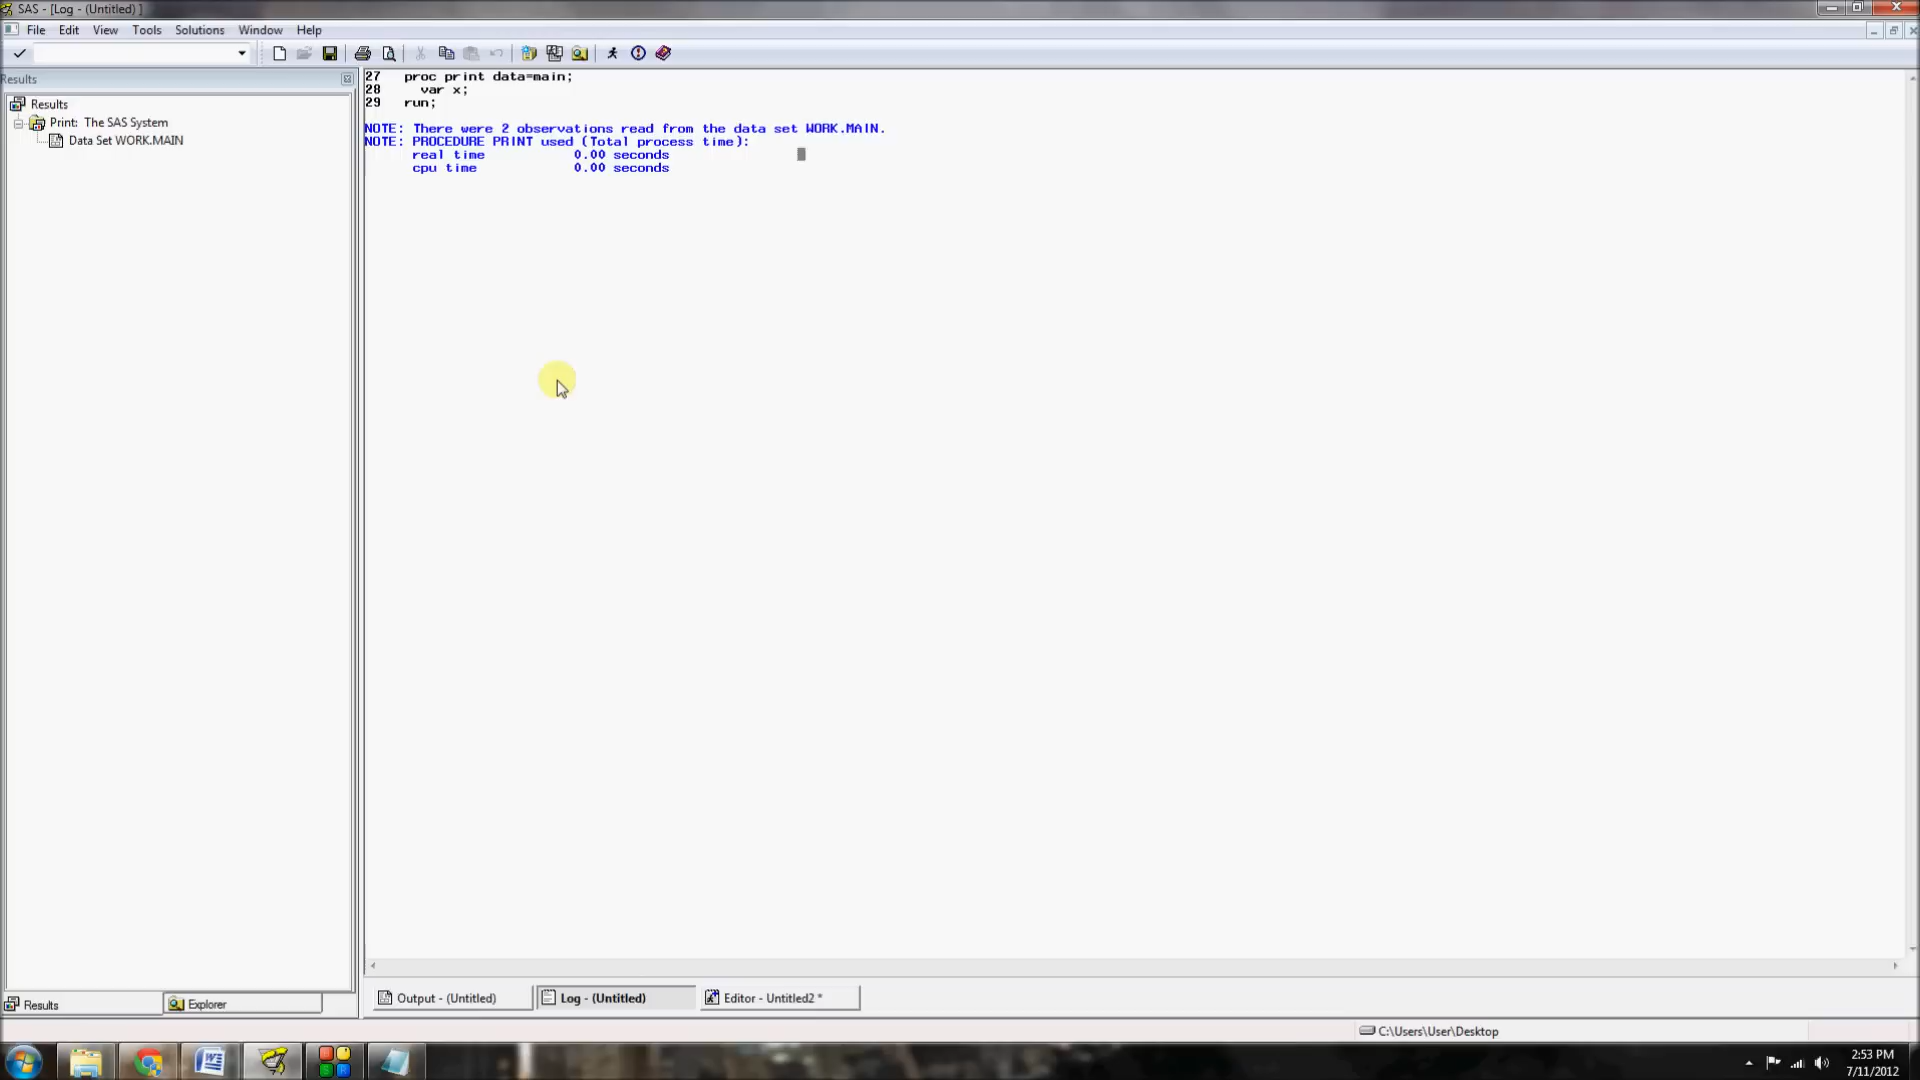 SAS - [Log - (Untitled) ]
File Edit View Tools Solutions Window Help
Results
Results
Print: The SAS System
Data Set WORK.MAIN
27 proc print data=main;
28 var x;
29 run;
NOTE: There were 2 observations read from the data set WORK.MAIN.
NOTE: PROCEDURE PRINT used (Total process time):
real time 0.00 seconds
cpu time 0.00 seconds
Results Explorer
Output - (Untitled) Log - (Untitled) Editor - Untitled2 *
C:\Users\User\Desktop
2:53 PM
7/11/2012